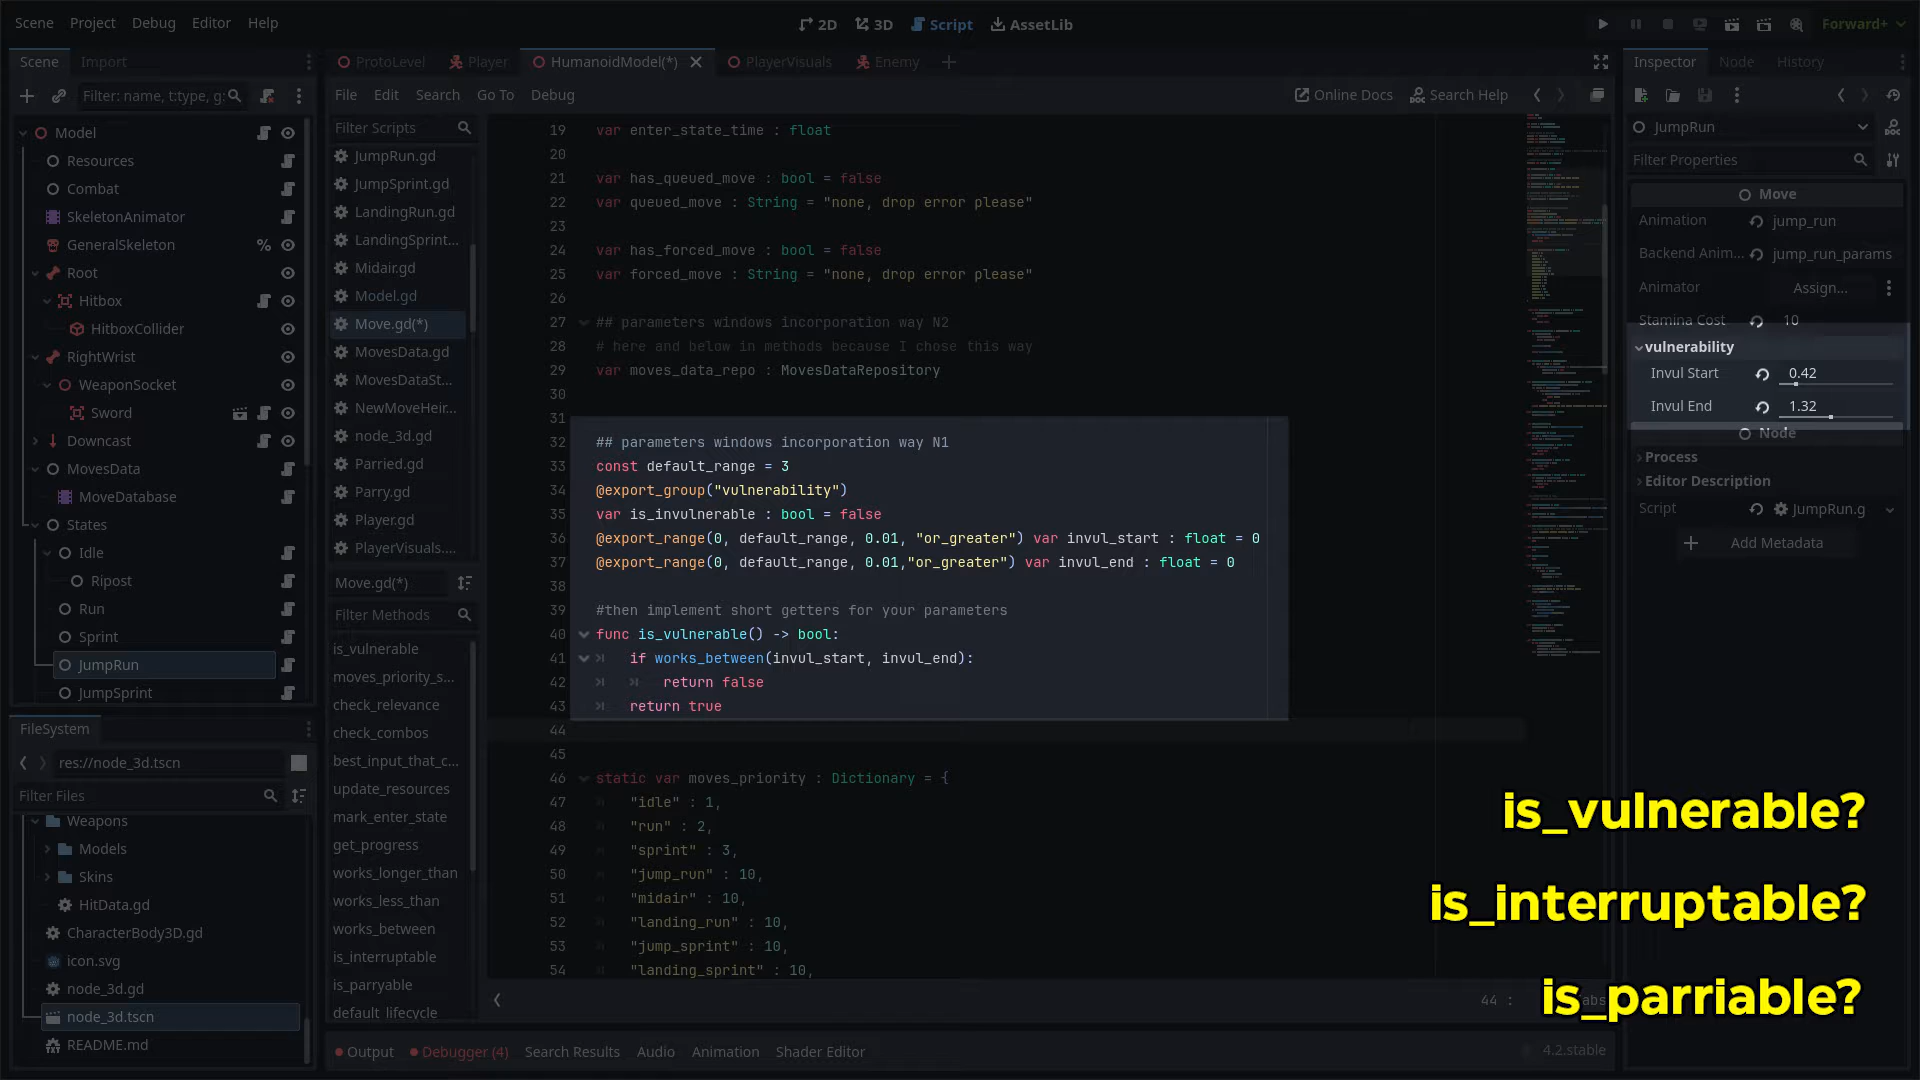 Scene Project Debug Editor Help
2D 3D Script AssetLib
Forward+
Scene Import
ProtoLevel Player HumanoidModel(*) PlayerVisuals Enemy
Inspector Node History
Filter: name, t:type, g:
File Edit Search Go To Debug
Online Docs Search Help
Model
Resources
Combat
SkeletonAnimator
GeneralSkeleton %
Root
Hitbox
HitboxCollider
RightWrist
WeaponSocket
Sword
Downcast
MovesData
MoveDatabase
States
Idle
Ripost
Run
Sprint
JumpRun
JumpSprint
FileSystem
res://node_3d.tscn
Filter Files
Weapons
Models
Skins
HitData.gd
CharacterBody3D.gd
icon.svg
node_3d.gd
node_3d.tscn
README.md
Filter Scripts
JumpRun.gd
JumpSprint.gd
LandingRun.gd
LandingSprint...
Midair.gd
Model.gd
Move.gd(*)
MovesData.gd
MovesDataSt...
NewMoveHeir...
node_3d.gd
Parried.gd
Parry.gd
Player.gd
PlayerVisuals....
Move.gd(*)
Filter Methods
is_vulnerable
moves_priority_s...
check_relevance
check_combos
best_input_that_c...
update_resources
mark_enter_state
get_progress
works_longer_than
works_less_than
works_between
is_interruptable
is_parryable
default_lifecycle
19 var enter_state_time : float
20
21 var has_queued_move : bool = false
22 var queued_move : String = "none, drop error please"
23
24 var has_forced_move : bool = false
25 var forced_move : String = "none, drop error please"
26
27 ## parameters windows incorporation way N2
28 # here and below in methods because I chose this way
29 var moves_data_repo : MovesDataRepository
30
31
32 ## parameters windows incorporation way N1
33 const default_range = 3
34 @export_group("vulnerability")
35 var is_invulnerable : bool = false
36 @export_range(0, default_range, 0.01, "or_greater") var invul_start : float = 0
37 @export_range(0, default_range, 0.01,"or_greater") var invul_end : float = 0
38
39 #then implement short getters for your parameters
40 func is_vulnerable() -> bool:
41 if works_between(invul_start, invul_end):
42 return false
43 return true
44
45
46 static var moves_priority : Dictionary = {
47 "idle" : 1,
48 "run" : 2,
49 "sprint" : 3,
50 "jump_run" : 10,
51 "midair" : 10,
52 "landing_run" : 10,
53 "jump_sprint" : 10,
54 "landing_sprint" : 10,
44 :
abs
Output Debugger (4) Search Results Audio Animation Shader Editor
4.2.stable
JumpRun
Filter Properties
Move
Animation jump_run
Backend Anim... jump_run_params
Animator Assign...
Stamina Cost 10
vulnerability
Invul Start 0.42
Invul End 1.32
Node
Process
Editor Description
Script JumpRun.g
Add Metadata
is_vulnerable?
is_interruptable?
is_parriable?